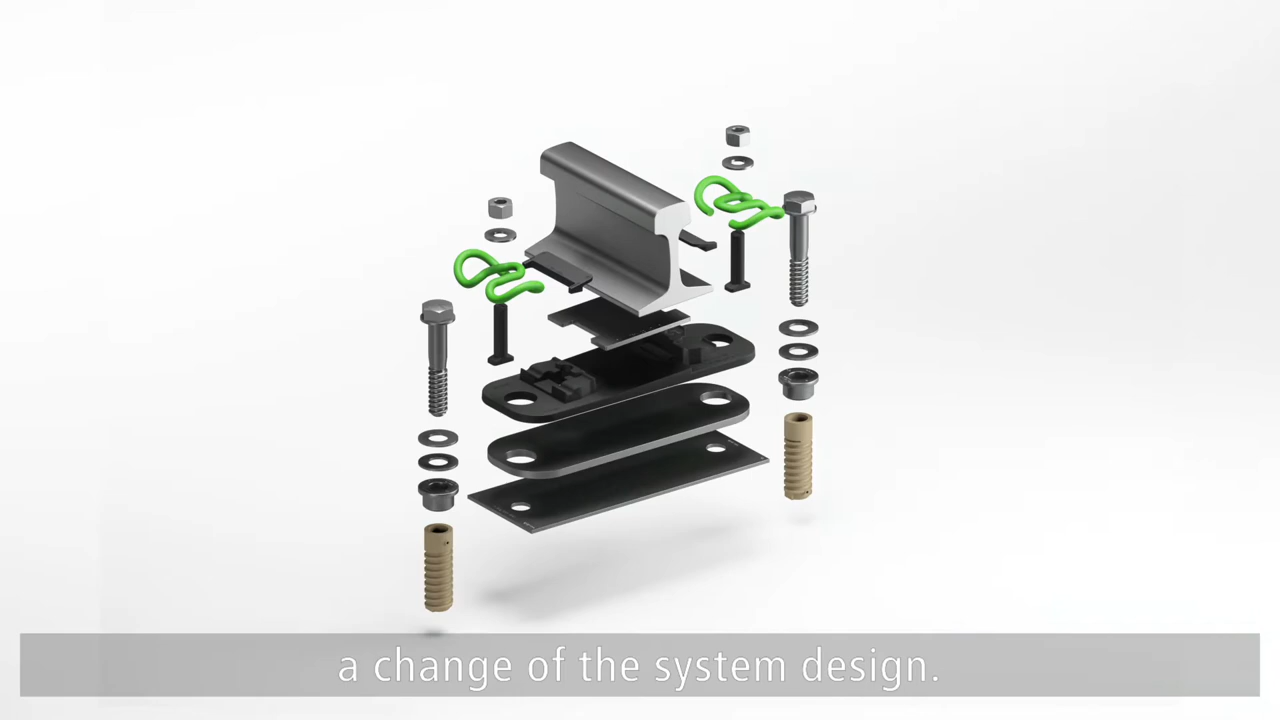 a change of the system design.